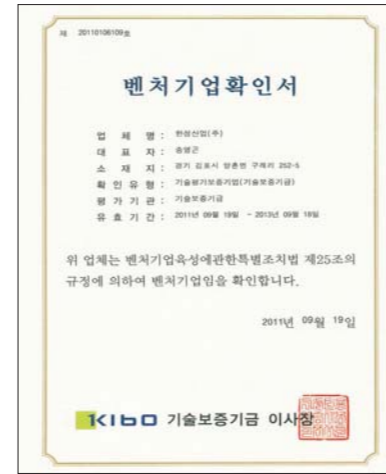 제 20110106109호
벤처기업확인서
업 체 명 : 한성산업(주)
대 표 자 : 송영곤
소 재 지 : 경기 김포시 양촌면 구래리 252-5
확 인 유 형 : 기술평가보증기업(기술보증기금)
평 가 기 관 : 기술보증기금
유 효 기 간 : 2011년 09월 19일 ~ 2013년 09월 18일
위 업체는 벤처기업육성에관한특별조치법 제25조의
규정에 의하여 벤처기업임을 확인합니다.
2011년 09월 19일
KIBO 기술보증기금 이사장